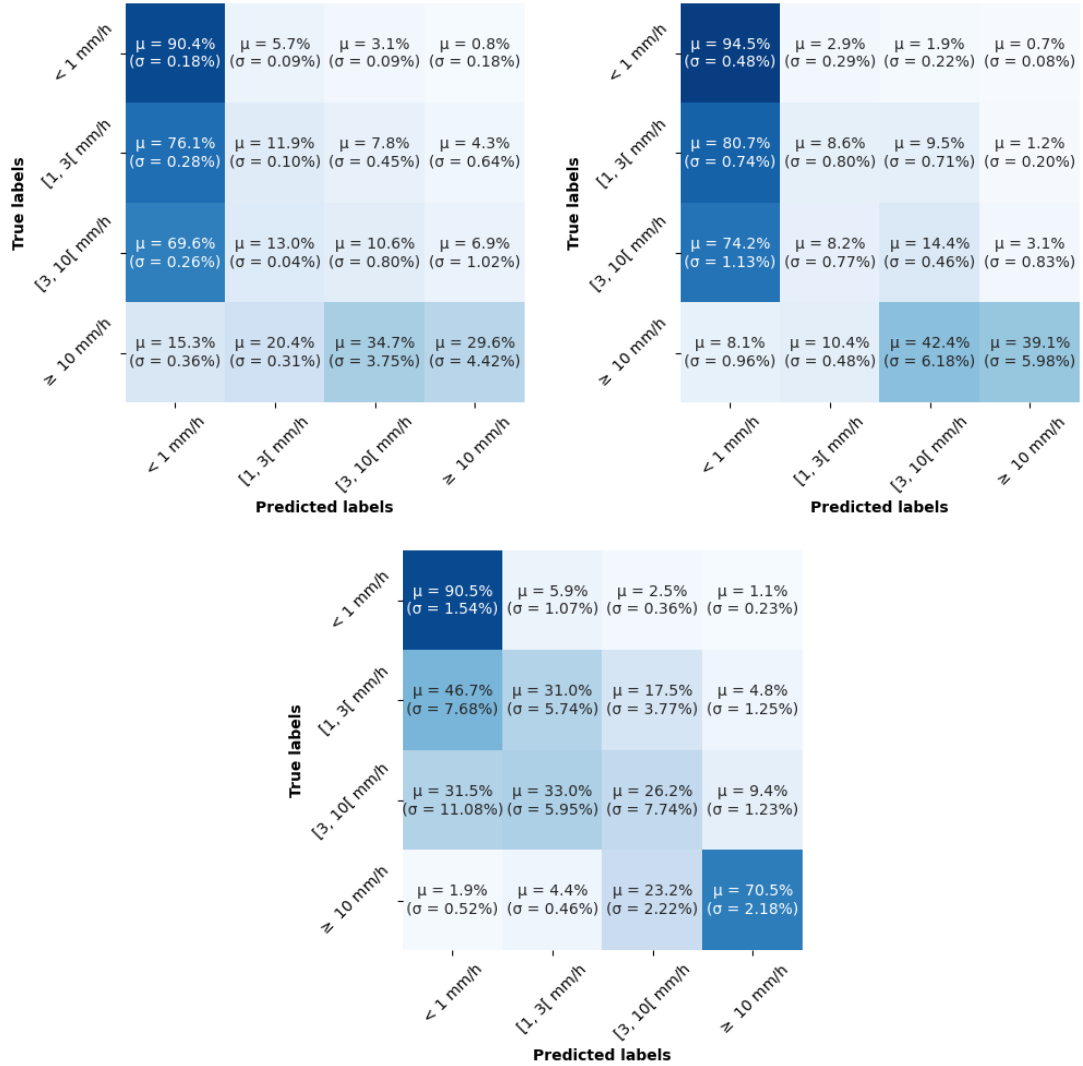 True labels
< 1 mm/h
μ = 90.4% μ = 5.7% μ = 3.1% μ = 0.8%
(σ = 0.18%) (σ = 0.09%) (σ = 0.09%) (σ = 0.18%)
[1, 3[ mm/h
μ = 76.1% μ = 11.9% μ = 7.8% μ = 4.3%
(σ = 0.28%) (σ = 0.10%) (σ = 0.45%) (σ = 0.64%)
[3, 10[ mm/h
μ = 69.6% μ = 13.0% μ = 10.6% μ = 6.9%
(σ = 0.26%) (σ = 0.04%) (σ = 0.80%) (σ = 1.02%)
≥ 10 mm/h
μ = 15.3% μ = 20.4% μ = 34.7% μ = 29.6%
(σ = 0.36%) (σ = 0.31%) (σ = 3.75%) (σ = 4.42%)
< 1 mm/h [1, 3[ mm/h [3, 10[ mm/h ≥ 10 mm/h
Predicted labels
True labels
< 1 mm/h
μ = 94.5% μ = 2.9% μ = 1.9% μ = 0.7%
(σ = 0.48%) (σ = 0.29%) (σ = 0.22%) (σ = 0.08%)
[1, 3[ mm/h
μ = 80.7% μ = 8.6% μ = 9.5% μ = 1.2%
(σ = 0.74%) (σ = 0.80%) (σ = 0.71%) (σ = 0.20%)
[3, 10[ mm/h
μ = 74.2% μ = 8.2% μ = 14.4% μ = 3.1%
(σ = 1.13%) (σ = 0.77%) (σ = 0.46%) (σ = 0.83%)
≥ 10 mm/h
μ = 8.1% μ = 10.4% μ = 42.4% μ = 39.1%
(σ = 0.96%) (σ = 0.48%) (σ = 6.18%) (σ = 5.98%)
< 1 mm/h [1, 3[ mm/h [3, 10[ mm/h ≥ 10 mm/h
Predicted labels
True labels
< 1 mm/h
μ = 90.5% μ = 5.9% μ = 2.5% μ = 1.1%
(σ = 1.54%) (σ = 1.07%) (σ = 0.36%) (σ = 0.23%)
[1, 3[ mm/h
μ = 46.7% μ = 31.0% μ = 17.5% μ = 4.8%
(σ = 7.68%) (σ = 5.74%) (σ = 3.77%) (σ = 1.25%)
[3, 10[ mm/h
μ = 31.5% μ = 33.0% μ = 26.2% μ = 9.4%
(σ = 11.08%) (σ = 5.95%) (σ = 7.74%) (σ = 1.23%)
≥ 10 mm/h
μ = 1.9% μ = 4.4% μ = 23.2% μ = 70.5%
(σ = 0.52%) (σ = 0.46%) (σ = 2.22%) (σ = 2.18%)
< 1 mm/h [1, 3[ mm/h [3, 10[ mm/h ≥ 10 mm/h
Predicted labels